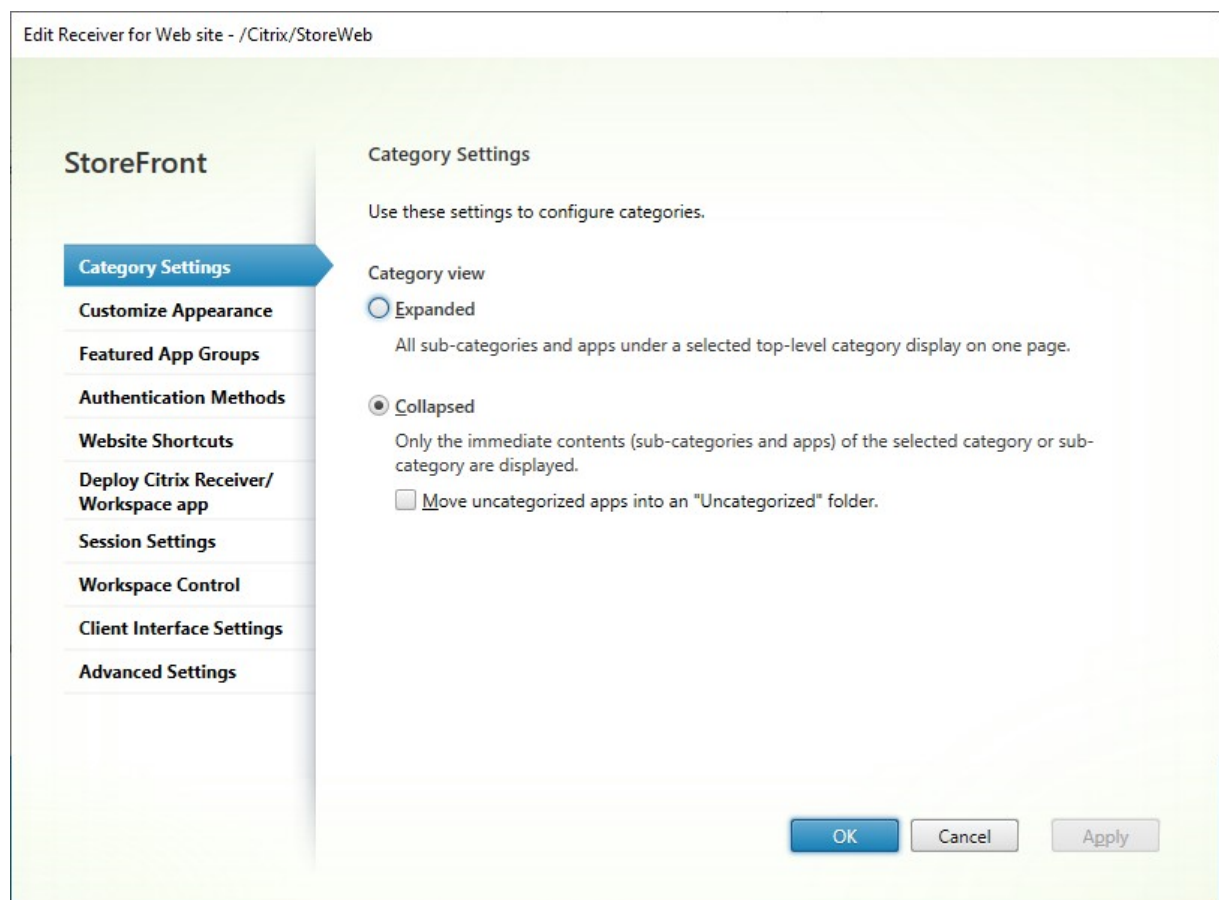 Edit Receiver for Web site - /Citrix/StoreWeb
StoreFront
Category Settings
Customize Appearance
Featured App Groups
Authentication Methods
Website Shortcuts
Deploy Citrix Receiver/
Workspace app
Session Settings
Workspace Control
Client Interface Settings
Advanced Settings
Category Settings
Use these settings to configure categories.
Category view
Expanded
All sub-categories and apps under a selected top-level category display on one page.
Collapsed
Only the immediate contents (sub-categories and apps) of the selected category or sub-
category are displayed.
Move uncategorized apps into an "Uncategorized" folder.
OK
Cancel
Apply